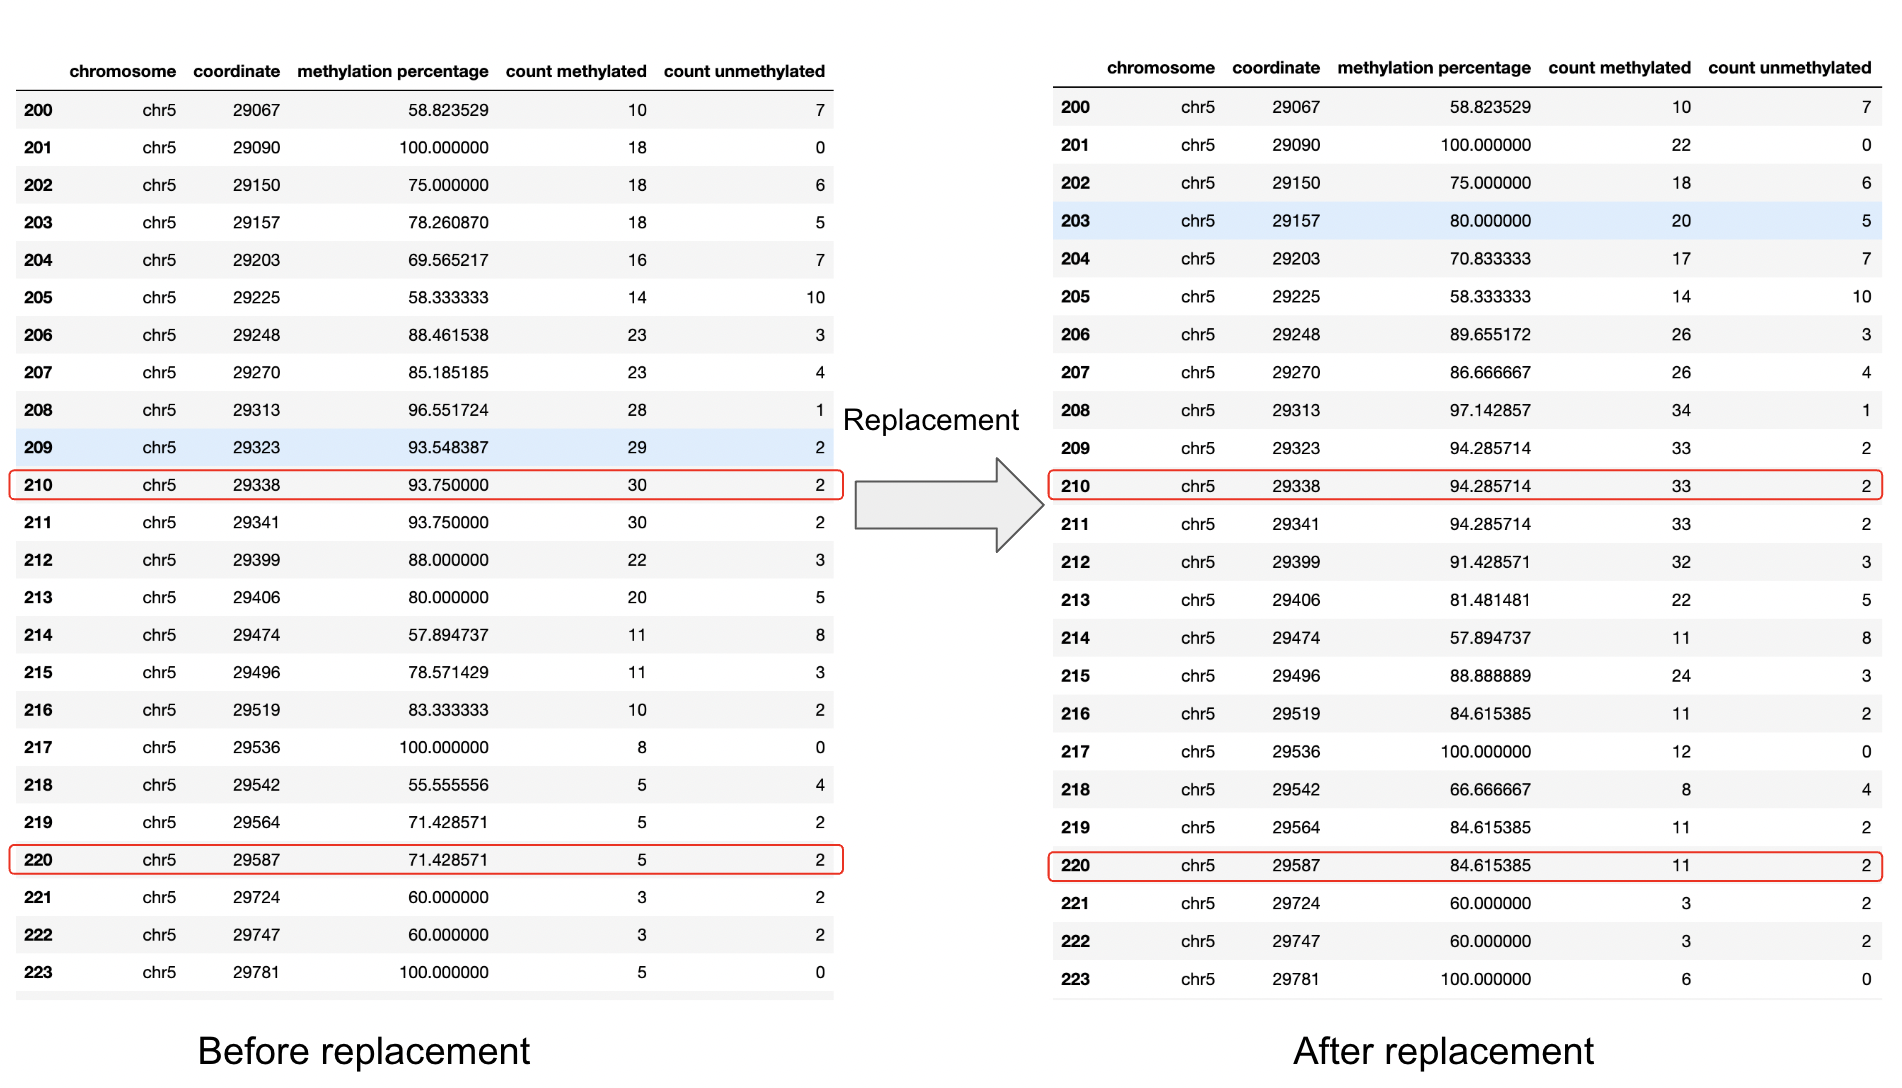 chromosome coordinate methylation percentage count methylated count unmethylated
200 chr5 29067 58.823529 10 7
201 chr5 29090 100.000000 18 0
202 chr5 29150 75.000000 18 6
203 chr5 29157 78.260870 18 5
204 chr5 29203 69.565217 16 7
205 chr5 29225 58.333333 14 10
206 chr5 29248 88.461538 23 3
207 chr5 29270 85.185185 23 4
208 chr5 29313 96.551724 28 1
209 chr5 29323 93.548387 29 2
210 chr5 29338 93.750000 30 2
211 chr5 29341 93.750000 30 2
212 chr5 29399 88.000000 22 3
213 chr5 29406 80.000000 20 5
214 chr5 29474 57.894737 11 8
215 chr5 29496 78.571429 11 3
216 chr5 29519 83.333333 10 2
217 chr5 29536 100.000000 8 0
218 chr5 29542 55.555556 5 4
219 chr5 29564 71.428571 5 2
220 chr5 29587 71.428571 5 2
221 chr5 29724 60.000000 3 2
222 chr5 29747 60.000000 3 2
223 chr5 29781 100.000000 5 0
Before replacement
Replacement
chromosome coordinate methylation percentage count methylated count unmethylated
200 chr5 29067 58.823529 10 7
201 chr5 29090 100.000000 22 0
202 chr5 29150 75.000000 18 6
203 chr5 29157 80.000000 20 5
204 chr5 29203 70.833333 17 7
205 chr5 29225 58.333333 14 10
206 chr5 29248 89.655172 26 3
207 chr5 29270 86.666667 26 4
208 chr5 29313 97.142857 34 1
209 chr5 29323 94.285714 33 2
210 chr5 29338 94.285714 33 2
211 chr5 29341 94.285714 33 2
212 chr5 29399 91.428571 32 3
213 chr5 29406 81.481481 22 5
214 chr5 29474 57.894737 11 8
215 chr5 29496 88.888889 24 3
216 chr5 29519 84.615385 11 2
217 chr5 29536 100.000000 12 0
218 chr5 29542 66.666667 8 4
219 chr5 29564 84.615385 11 2
220 chr5 29587 84.615385 11 2
221 chr5 29724 60.000000 3 2
222 chr5 29747 60.000000 3 2
223 chr5 29781 100.000000 6 0
After replacement